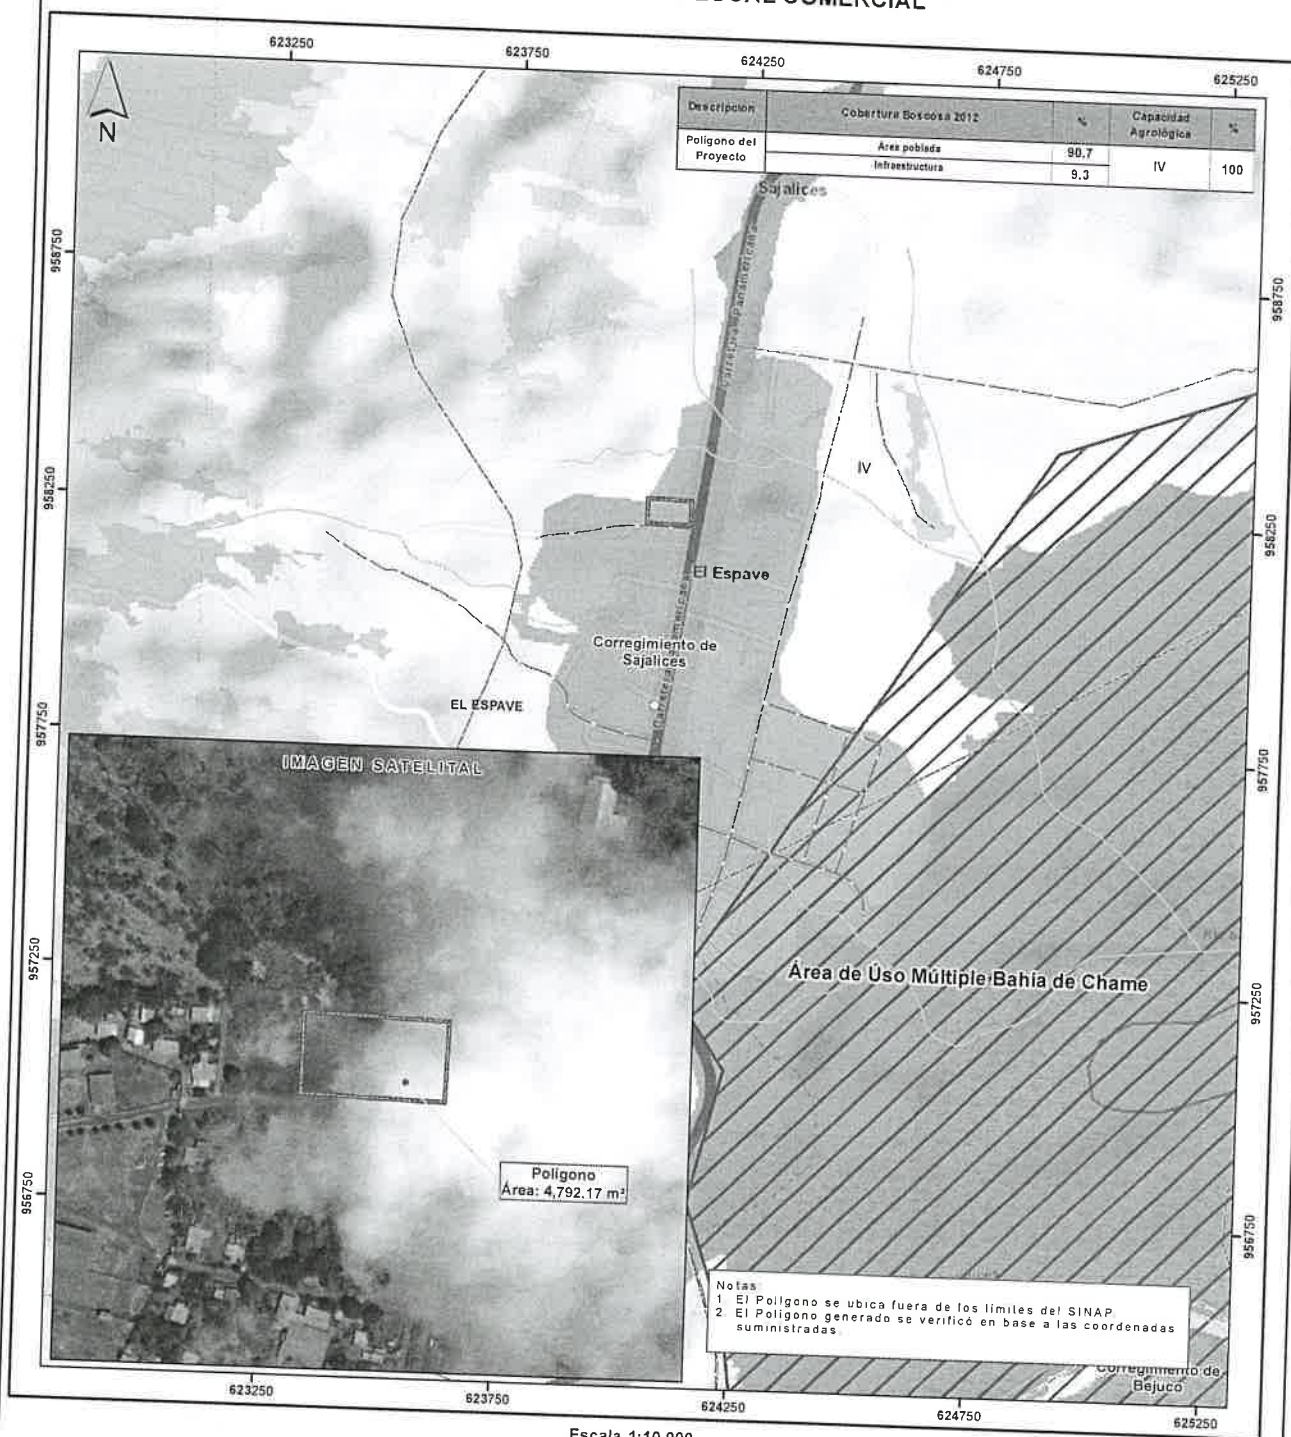 COMERCIAL
623250 623750 624250 624750 625250
N
Descripción Cobertura Boscosa 2012 % Capacidad Agrológica %
Polígono del Proyecto Área poblada 90.7 IV 100
Infraestructura 9.3
Sajalices
Carretera Panamericana
958750
958750
IV
958250
958250
El Espave
Corregimiento de
Sajalices
Carretera Panamericana
EL ESPAVE
957750
957750
IMAGEN SATELITAL
957250
957250
Área de Úso Múltiple Bahía de Chame
Polígono
Área: 4,792.17 m²
956750
956750
Notas
1. El Polígono se ubica fuera de los límites del SINAP.
2. El Polígono generado se verificó en base a las coordenadas
suministradas.
Corregimiento de
Bejuco
623250 623750 624250 624750 625250
Escala 1:10,000